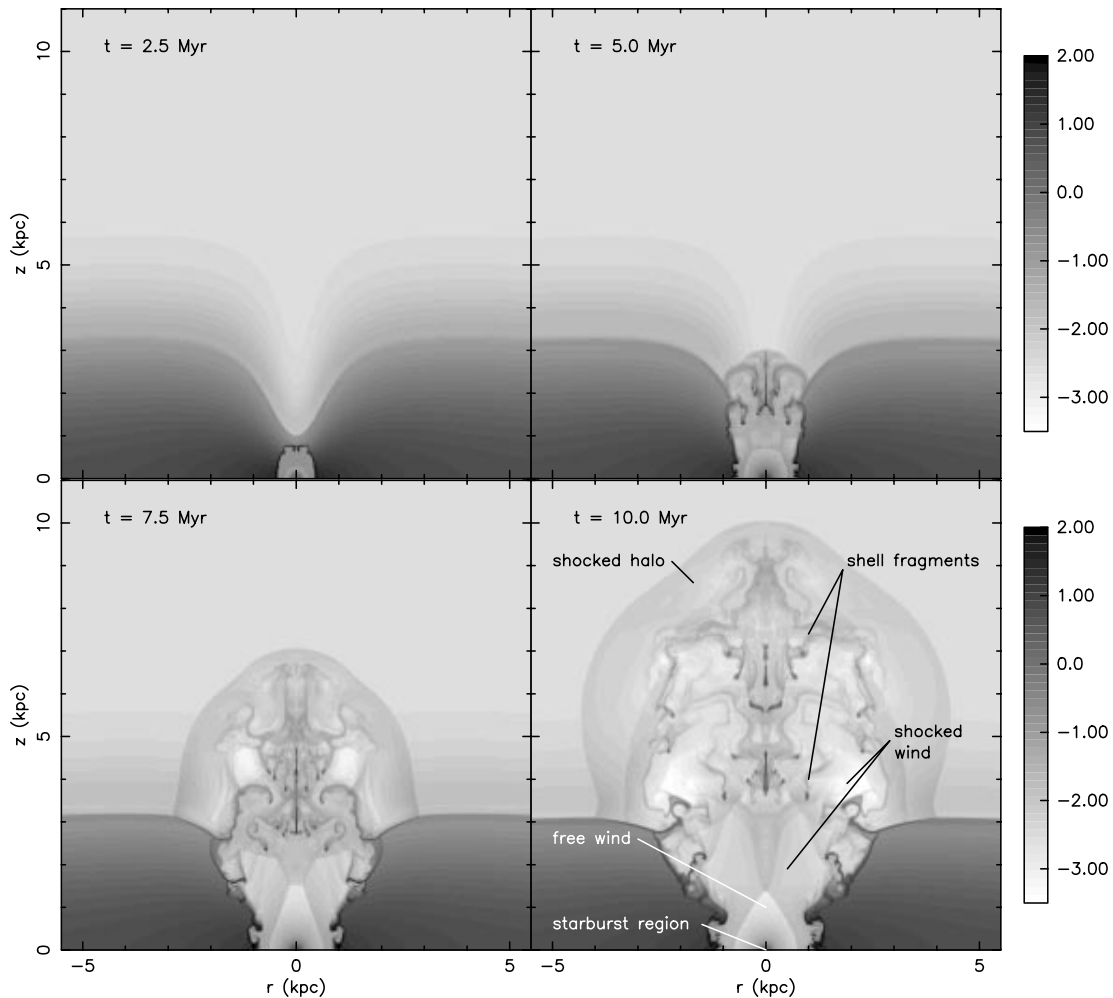 t = 2.5 Myr
t = 5.0 Myr
10
5
0
z (kpc)
2.00
1.00
0.0
−1.00
−2.00
−3.00
t = 7.5 Myr
t = 10.0 Myr
10
5
0
z (kpc)
shocked halo
shell fragments
shocked
wind
free wind
starburst region
2.00
1.00
0.0
−1.00
−2.00
−3.00
−5
0
5
r (kpc)
−5
0
5
r (kpc)